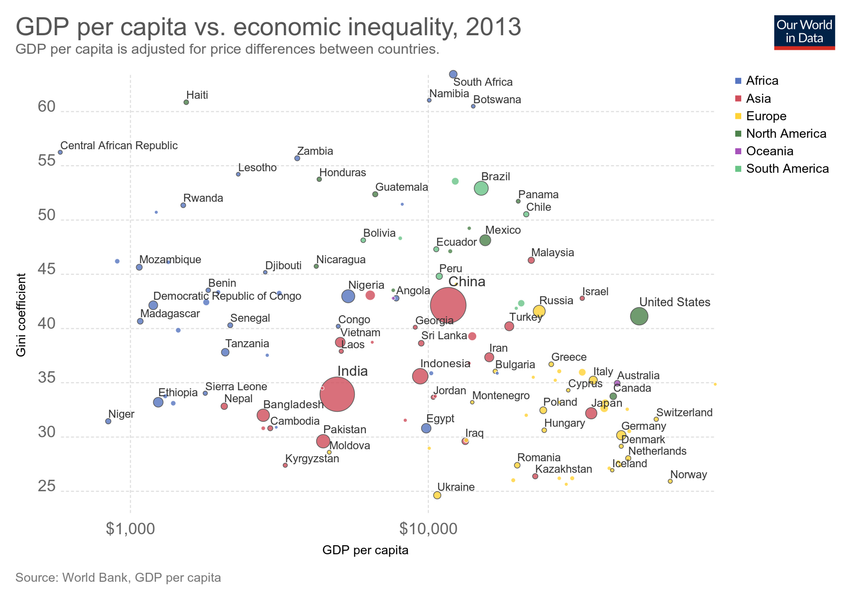 GDP per capita vs. economic inequality, 2013
GDP per capita is adjusted for price differences between countries.
Our World
in Data
South Africa
Namibia
Botswana
Haiti
60
Central African Republic
Zambia
55
Lesotho
Honduras
Guatemala
Brazil
Rwanda
Panama
Chile
50
Bolivia
Ecuador
Mexico
Malaysia
Mozambique
Djibouti
Nicaragua
Peru
45
Benin
Nigeria
Angola
China
Israel
Democratic Republic of Congo
Russia
United States
Madagascar
Senegal
Congo
Georgia
Turkey
40
Vietnam
Sri Lanka
Tanzania
Laos
Iran
Indonesia
Bulgaria
Greece
India
Italy
Australia
35
Ethiopia
Sierra Leone
Jordan
Cyprus
Canada
Nepal
Montenegro
Poland
Japan
Niger
Bangladesh
Cambodia
Egypt
Hungary
Switzerland
Pakistan
Iraq
Germany
30
Moldova
Denmark
Netherlands
Kyrgyzstan
Romania
Iceland
Kazakhstan
Norway
Ukraine
25
Gini coefficient
$1,000
$10,000
GDP per capita
Africa
Asia
Europe
North America
Oceania
South America
Source: World Bank, GDP per capita